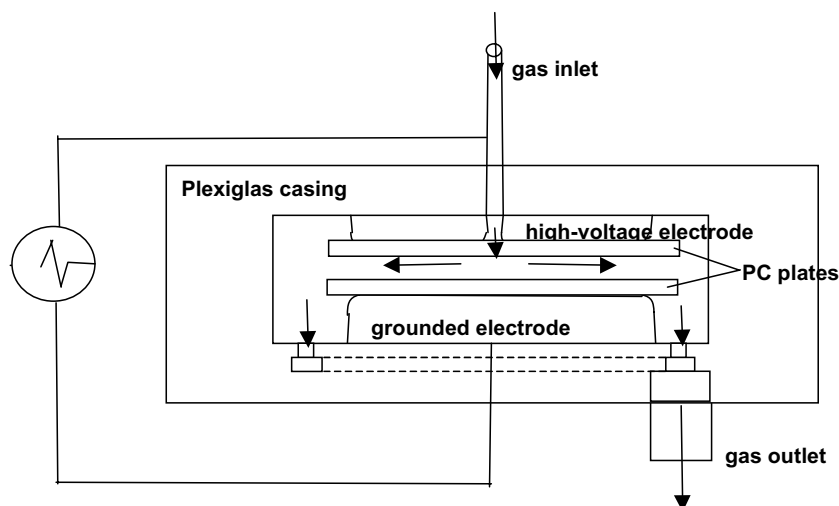 gas inlet
Plexiglas casing
high-voltage electrode
PC plates
grounded electrode
gas outlet